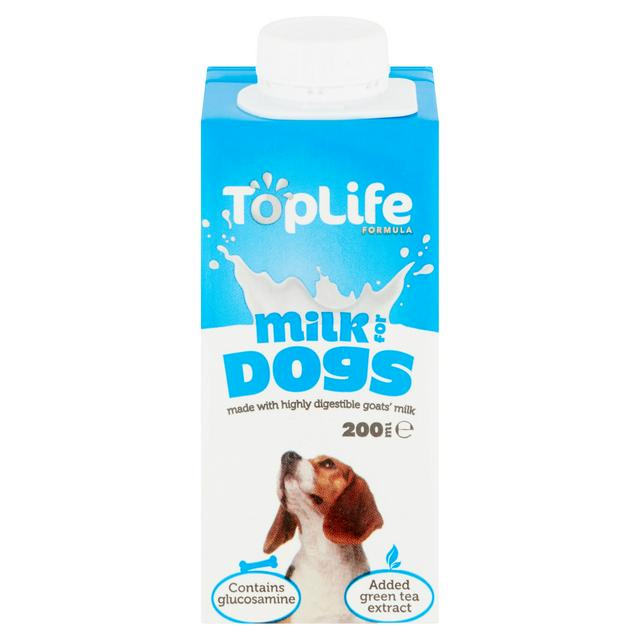 TopLife
FORMULA
milk for
DOGS
made with highly digestible goats' milk
200ml ℮
Contains
glucosamine
Added
green tea
extract